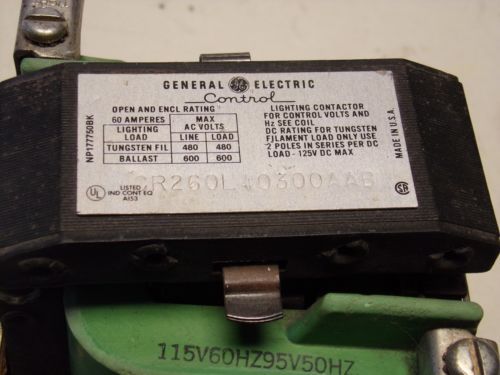 GENERAL GE ELECTRIC
Control
OPEN AND ENCL RATING
60 AMPERES MAX AC VOLTS
LIGHTING LOAD LINE LOAD
TUNGSTEN FIL 480 480
BALLAST 600 600
LIGHTING CONTACTOR
FOR CONTROL VOLTS AND
Hz SEE COIL
DC RATING FOR TUNGSTEN
FILAMENT LOAD ONLY USE
2 POLES IN SERIES PER DC
LOAD - 125V DC MAX
NP177750BK
MADE IN U.S.A.
UL LISTED
IND CONT EQ
A153
SA
115V60HZ95V50HZ